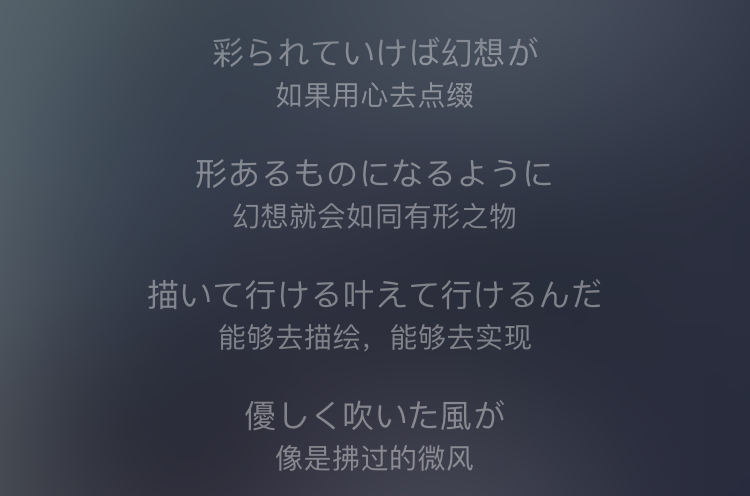 彩られていけば幻想が
如果用心去点缀
形あるものになるように
幻想就会如同有形之物
描いて行ける叶えて行けるんだ
能够去描绘，能够去实现
優しく吹いた風が
像是拂过的微风